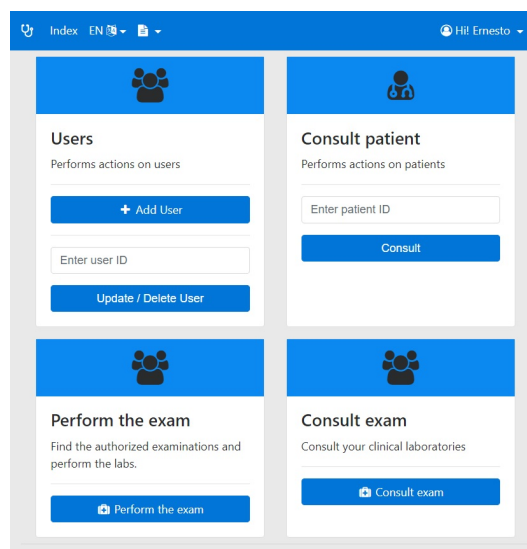 Index EN Hi! Ernesto
Users
Performs actions on users
Add User
Enter user ID
Update / Delete User
Consult patient
Performs actions on patients
Enter patient ID
Consult
Perform the exam
Find the authorized examinations and
perform the labs.
Perform the exam
Consult exam
Consult your clinical laboratories
Consult exam